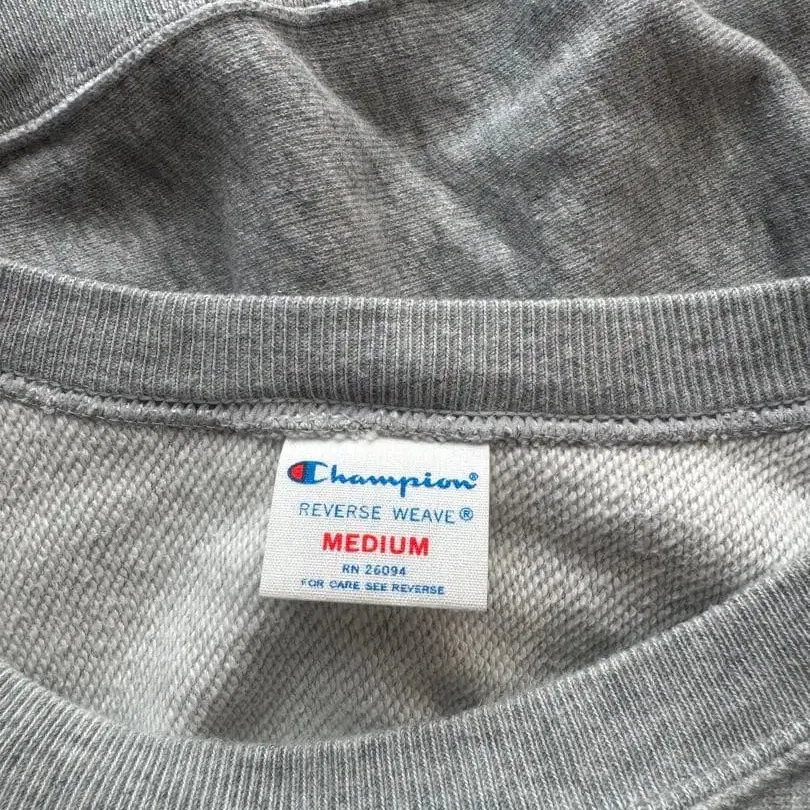 Champion®
REVERSE WEAVE®
MEDIUM
RN 26094
FOR CARE SEE REVERSE